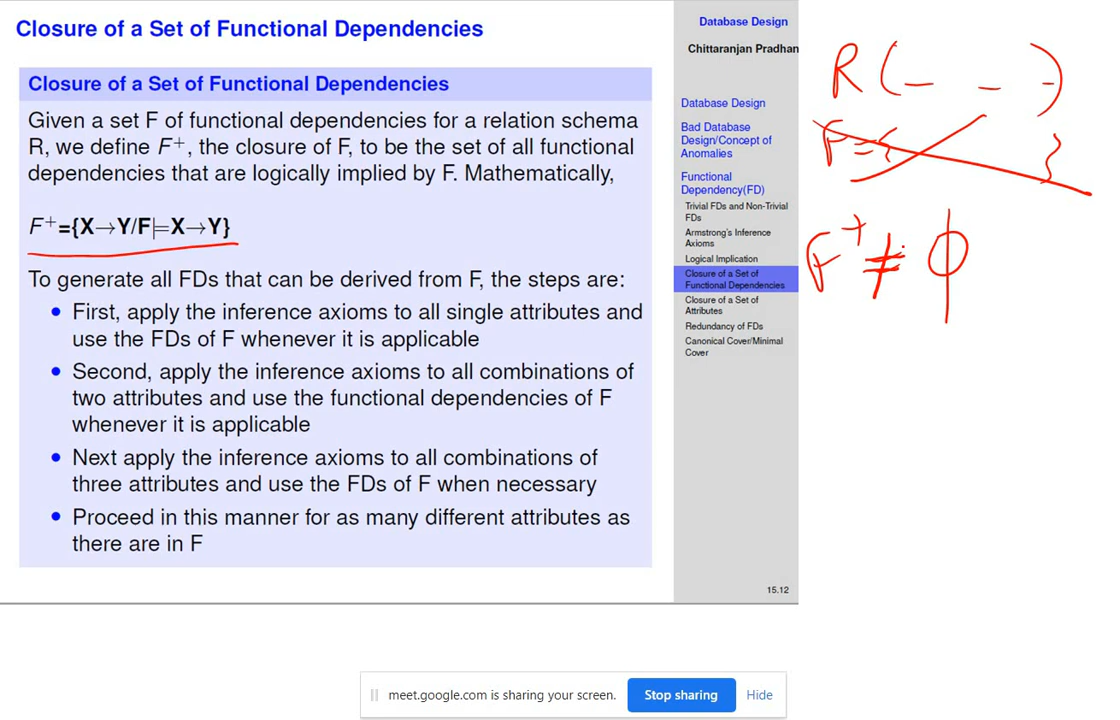 Closure of a Set of Functional Dependencies
Closure of a Set of Functional Dependencies
Given a set F of functional dependencies for a relation schema
R, we define F+, the closure of F, to be the set of all functional
dependencies that are logically implied by F. Mathematically,
F+={X→Y/F⊨X→Y}
To generate all FDs that can be derived from F, the steps are:
• First, apply the inference axioms to all single attributes and
use the FDs of F whenever it is applicable
• Second, apply the inference axioms to all combinations of
two attributes and use the functional dependencies of F
whenever it is applicable
• Next apply the inference axioms to all combinations of
three attributes and use the FDs of F when necessary
• Proceed in this manner for as many different attributes as
there are in F
Database Design
Chittaranjan Pradhan
Database Design
Bad Database
Design/Concept of
Anomalies
Functional
Dependency(FD)
Trivial FDs and Non-Trivial
FDs
Armstrong's Inference
Axioms
Logical Implication
Closure of a Set of
Functional Dependencies
Closure of a Set of
Attributes
Redundancy of FDs
Canonical Cover/Minimal
Cover
15.12
R ( _ _ _ )
F = { }
F+ ≠ ϕ
meet.google.com is sharing your screen.
Stop sharing
Hide